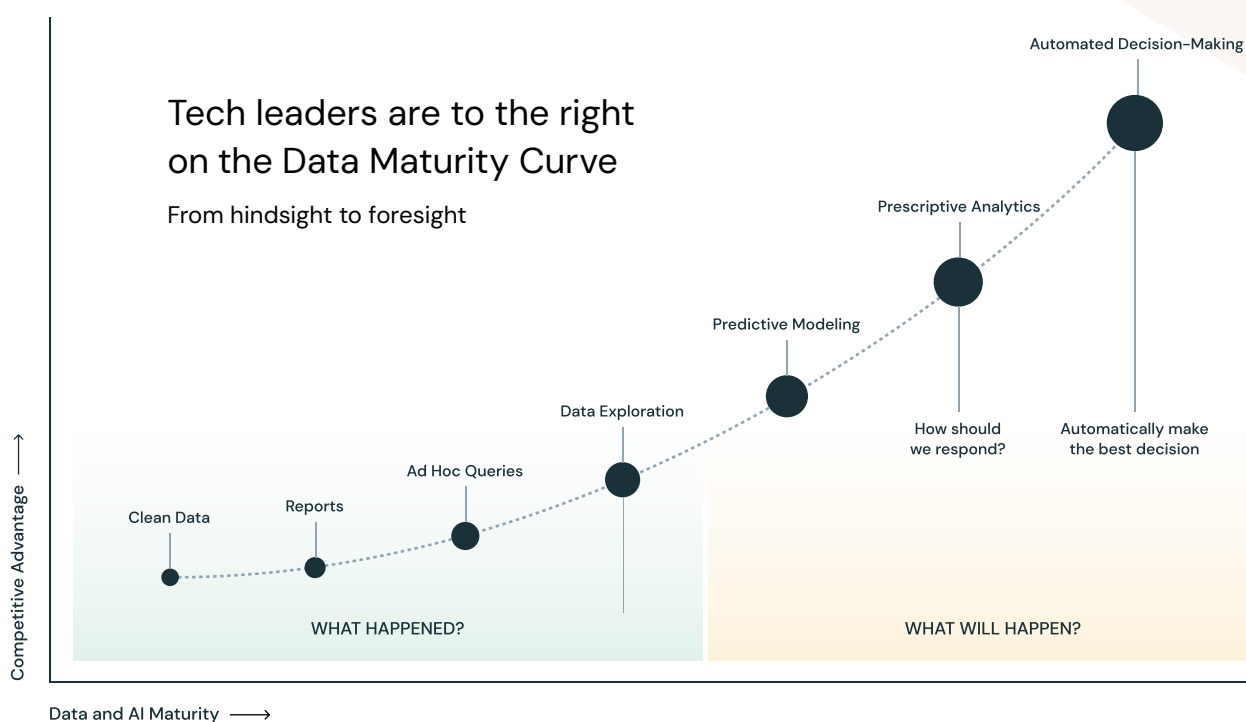 Automated Decision-Making
Tech leaders are to the right
on the Data Maturity Curve
From hindsight to foresight
Prescriptive Analytics
Predictive Modeling
Data Exploration
How should
we respond?
Automatically make
the best decision
Ad Hoc Queries
Reports
Clean Data
WHAT HAPPENED?
WHAT WILL HAPPEN?
Competitive Advantage
Data and AI Maturity